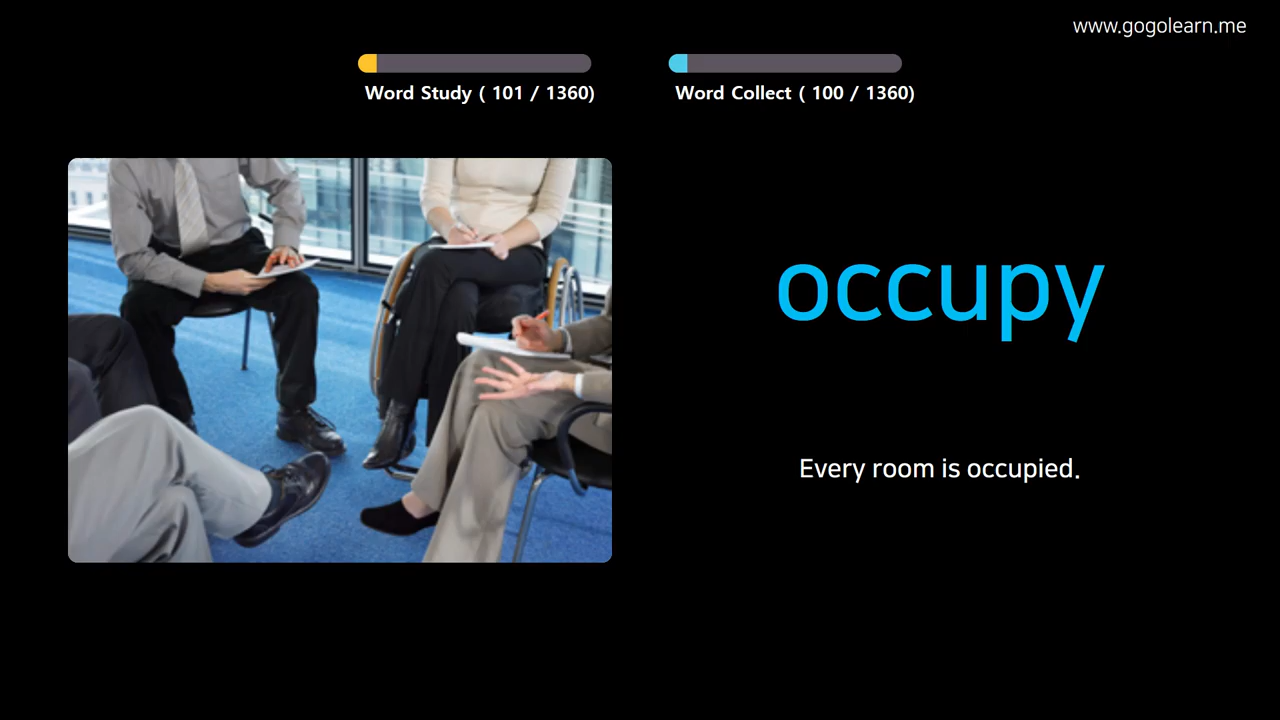 www.gogolearn.me
Word Study ( 101 / 1360)
Word Collect ( 100 / 1360)
occupy
Every room is occupied.